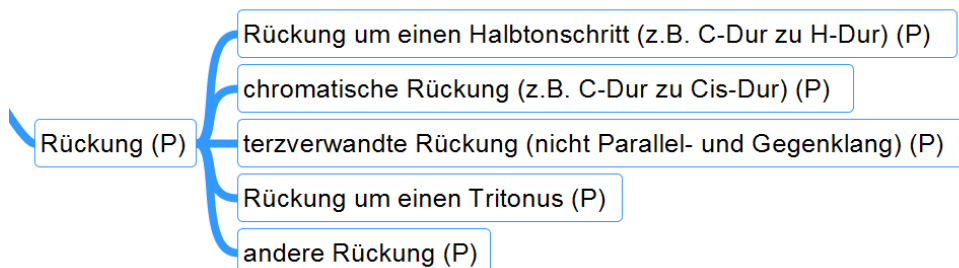 Rückung um einen Halbtonschritt (z.B. C-Dur zu H-Dur) (P)
chromatische Rückung (z.B. C-Dur zu Cis-Dur) (P)
Rückung (P)
terzverwandte Rückung (nicht Parallel- und Gegenklang) (P)
Rückung um einen Tritonus (P)
andere Rückung (P)